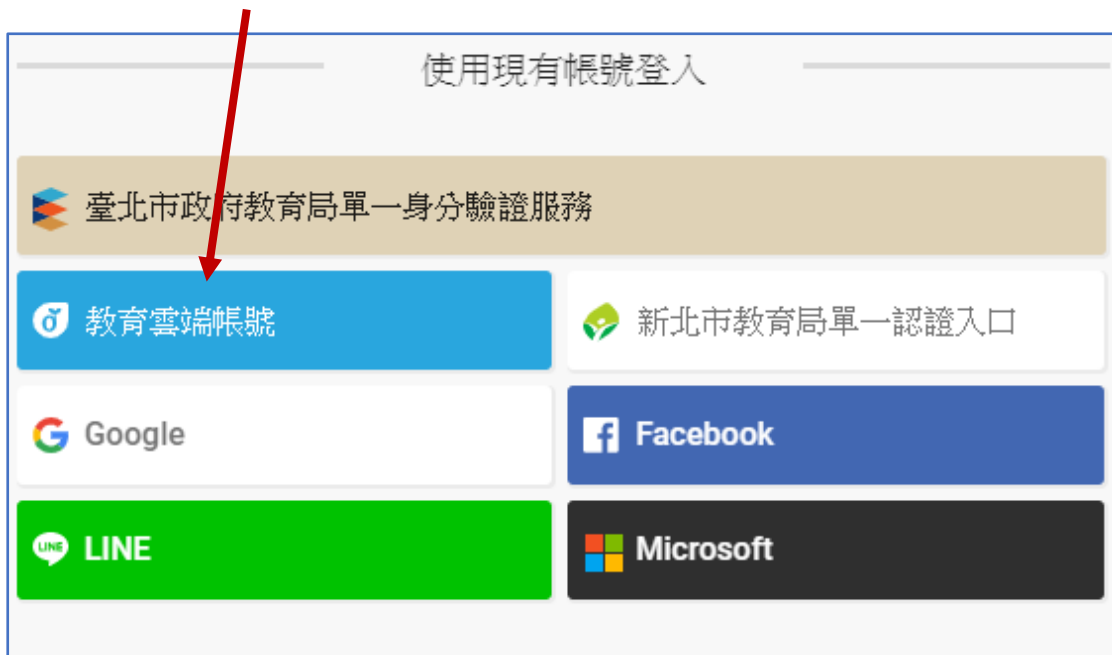 使用現有帳號登入
臺北市政府教育局單一身分驗證服務
教育雲端帳號
新北市教育局單一認證入口
Google
Facebook
LINE
LINE
Microsoft